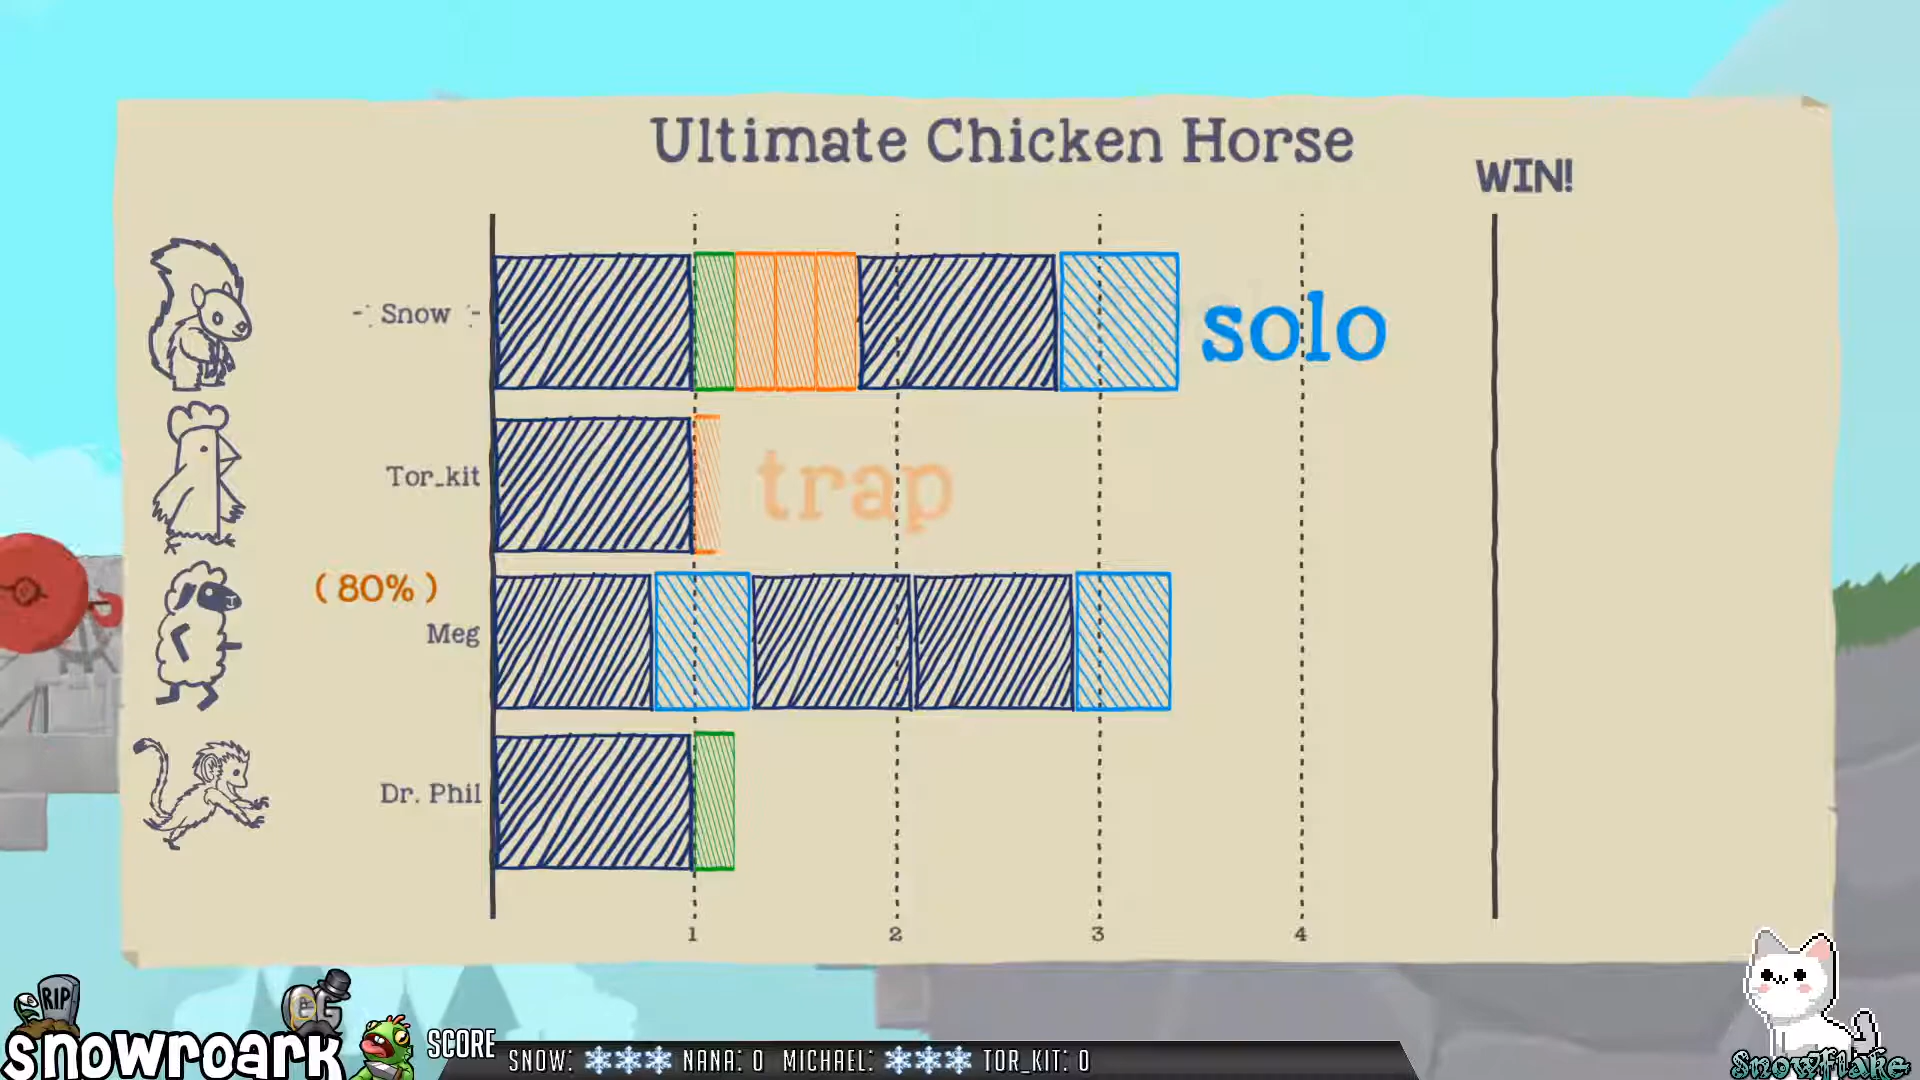 Ultimate Chicken Horse
WIN!
Snow
solo
Tor_kit
trap
( 80% )
Meg
Dr. Phil
1 2 3 4
RIP
snowroark
SCORE
SNOW: NANA: 0 MICHAEL: TOR_KIT: 0
Snowflake